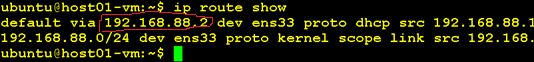 ubuntu@host01-vm:~$ ip route show
default via 192.168.88.2 dev ens33 proto dhcp src 192.168.88.1
192.168.88.0/24 dev ens33 proto kernel scope link src 192.168.
ubuntu@host01-vm:~$